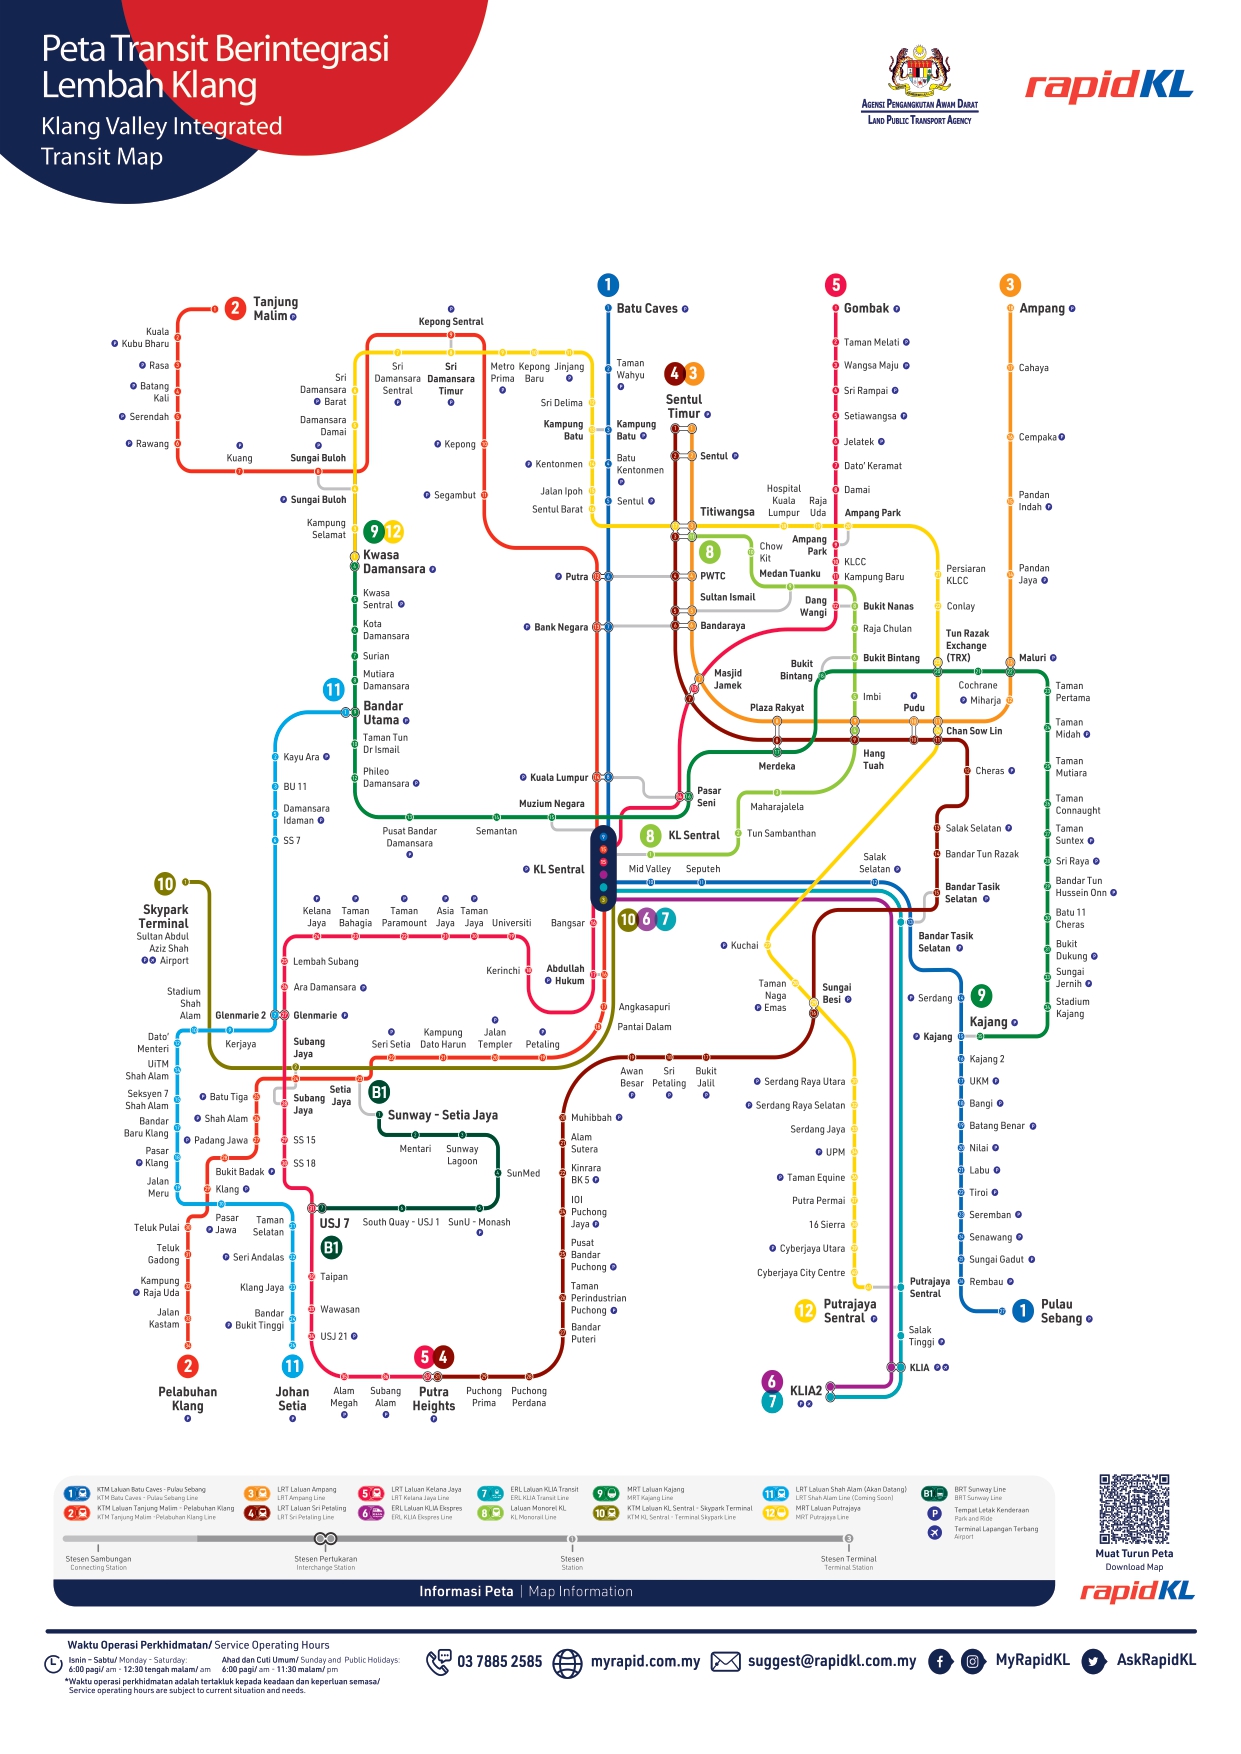 Peta Transit Berintegrasi
Lembah Klang
Klang Valley Integrated
Transit Map
AGENSI PENGANGKUTAN AWAM DARAT
LAND PUBLIC TRANSPORT AGENCY
rapidKL
2 Tanjung
Malim
Kuala
Kubu Bharu
Rasa
Batang
Kali
Serendah
Rawang
Kuang
Sungai Buloh
Sungai Buloh
Kepong Sentral
Sri
Damansara
Barat
Damansara
Damai
Sri
Damansara
Sentral
Sri
Damansara
Timur
Metro
Prima
Kepong
Baru
Jinjang
Sri Delima
Kampung
Batu
Kentonmen
Jalan Ipoh
Sentul Barat
Kepong
Segambut
Kampung
Selamat
9 12
Kwasa
Damansara
Kwasa
Sentral
Kota
Damansara
Surian
Mutiara
Damansara
11
Bandar
Utama
Taman Tun
Dr Ismail
Phileo
Damansara
Pusat Bandar
Damansara
Semantan
Muzium Negara
1
Batu Caves
Taman
Wahyu
Kampung
Batu
Batu
Kentonmen
Sentul
Putra
Bank Negara
Kuala Lumpur
KL Sentral
4 3
Sentul
Timur
Sentul
Titiwangsa
8
PWTC
Sultan Ismail
Bandaraya
Masjid
Jamek
Plaza Rakyat
Merdeka
Hang
Tuah
Pudu
Chan Sow Lin
Miharja
Maluri
Pandan
Jaya
Pandan
Indah
Cempaka
Cahaya
3
Ampang
5
Gombak
Taman Melati
Wangsa Maju
Sri Rampai
Setiawangsa
Jelatek
Dato' Keramat
Damai
Hospital
Kuala
Lumpur
Raja
Uda
Ampang Park
Ampang
Park
KLCC
Kampung Baru
Dang
Wangi
Chow
Kit
Medan Tuanku
Bukit Nanas
Raja Chulan
Bukit Bintang
Bukit
Bintang
Imbi
Persiaran
KLCC
Conlay
Tun Razak
Exchange
(TRX)
Cochrane
Pasar
Seni
Maharajalela
Tun Sambanthan
8 KL Sentral
Taman
Pertama
Taman
Midah
Taman
Mutiara
Taman
Connaught
Taman
Suntex
Sri Raya
Bandar Tun
Hussein Onn
Batu 11
Cheras
Bukit
Dukung
Sungai
Jernih
Stadium
Kajang
9
Kajang
Cheras
Salak Selatan
Bandar Tun Razak
Bandar Tasik
Selatan
Bandar Tasik
Selatan
Salak
Selatan
Mid Valley
Seputeh
10 6 7
Kayu Ara
BU 11
Damansara
Idaman
SS 7
10
Skypark
Terminal
Sultan Abdul
Aziz Shah
Airport
Stadium
Shah
Alam
Kelana
Jaya
Taman
Bahagia
Taman
Paramount
Asia
Jaya
Taman
Jaya
Universiti
Kerinchi
Bangsar
Abdullah
Hukum
Angkasapuri
Pantai Dalam
Lembah Subang
Ara Damansara
Glenmarie 2
Glenmarie
Kerjaya
Dato'
Menteri
UiTM
Shah Alam
Seksyen 7
Shah Alam
Bandar
Baru Klang
Pasar
Klang
Jalan
Meru
Subang
Jaya
Subang
Jaya
Batu Tiga
Shah Alam
Padang Jawa
Bukit Badak
Klang
Seri Setia
Kampung
Dato Harun
Jalan
Templer
Petaling
Setia
Jaya
B1
Sunway - Setia Jaya
Mentari
Sunway
Lagoon
SunMed
SunU - Monash
South Quay - USJ 1
USJ 7
B1
SS 15
SS 18
Taipan
Wawasan
USJ 21
Pasar
Jawa
Taman
Selatan
Seri Andalas
Klang Jaya
Bandar
Bukit Tinggi
Teluk Pulai
Teluk
Gadong
Kampung
Raja Uda
Jalan
Kastam
2
Pelabuhan
Klang
11
Johan
Setia
Alam
Megah
Subang
Alam
5 4
Putra
Heights
Puchong
Prima
Puchong
Perdana
Bandar
Puteri
Taman
Perindustrian
Puchong
Pusat
Bandar
Puchong
IOI
Puchong
Jaya
Kinrara
BK 5
Alam
Sutera
Muhibbah
Awan
Besar
Sri
Petaling
Bukit
Jalil
Kuchai
Taman
Naga
Emas
Sungai
Besi
Serdang Raya Utara
Serdang Raya Selatan
Serdang Jaya
UPM
Taman Equine
Putra Permai
16 Sierra
Cyberjaya Utara
Cyberjaya City Centre
12 Putrajaya
Sentral
Putrajaya
Sentral
Salak
Tinggi
KLIA
6
7
KLIA2
Serdang
Kajang
Kajang 2
UKM
Bangi
Batang Benar
Nilai
Labu
Tiroi
Seremban
Senawang
Sungai Gadut
Rembau
1 Pulau
Sebang
1 KTM Laluan Batu Caves - Pulau Sebang
KTM Batu Caves - Pulau Sebang Line
2 KTM Laluan Tanjung Malim - Pelabuhan Klang
KTM Tanjung Malim - Pelabuhan Klang Line
3 LRT Laluan Ampang
LRT Ampang Line
4 LRT Laluan Sri Petaling
LRT Sri Petaling Line
5 LRT Laluan Kelana Jaya
LRT Kelana Jaya Line
6 ERL Laluan KLIA Ekspres
ERL KLIA Ekspres Line
7 ERL Laluan KLIA Transit
ERL KLIA Transit Line
8 Laluan Monorel KL
KL Monorail Line
9 MRT Laluan Kajang
MRT Kajang Line
10 KTM Laluan KL Sentral - Skypark Terminal
KTM KL Sentral - Terminal Skypark Line
11 LRT Laluan Shah Alam (Akan Datang)
LRT Shah Alam Line (Coming Soon)
12 MRT Laluan Putrajaya
MRT Putrajaya Line
B1 BRT Sunway Line
BRT Sunway Line
P Tempat Letak Kenderaan
Park and Ride
Terminal Lapangan Terbang
Airport
Stesen Sambungan
Connecting Station
Stesen Pertukaran
Interchange Station
Stesen
Station
Stesen Terminal
Terminal Station
Informasi Peta | Map Information
Muat Turun Peta
Download Map
rapidKL
Waktu Operasi Perkhidmatan/ Service Operating Hours
Isnin – Sabtu/ Monday - Saturday:
6:00 pagi/ am - 12:30 tengah malam/ am
Ahad dan Cuti Umum/ Sunday and Public Holidays:
6:00 pagi/ am - 11:30 malam/ pm
*Waktu operasi perkhidmatan adalah tertakluk kepada keadaan dan keperluan semasa/
Service operating hours are subject to current situation and needs.
03 7885 2585
myrapid.com.my
suggest@rapidkl.com.my
MyRapidKL
AskRapidKL